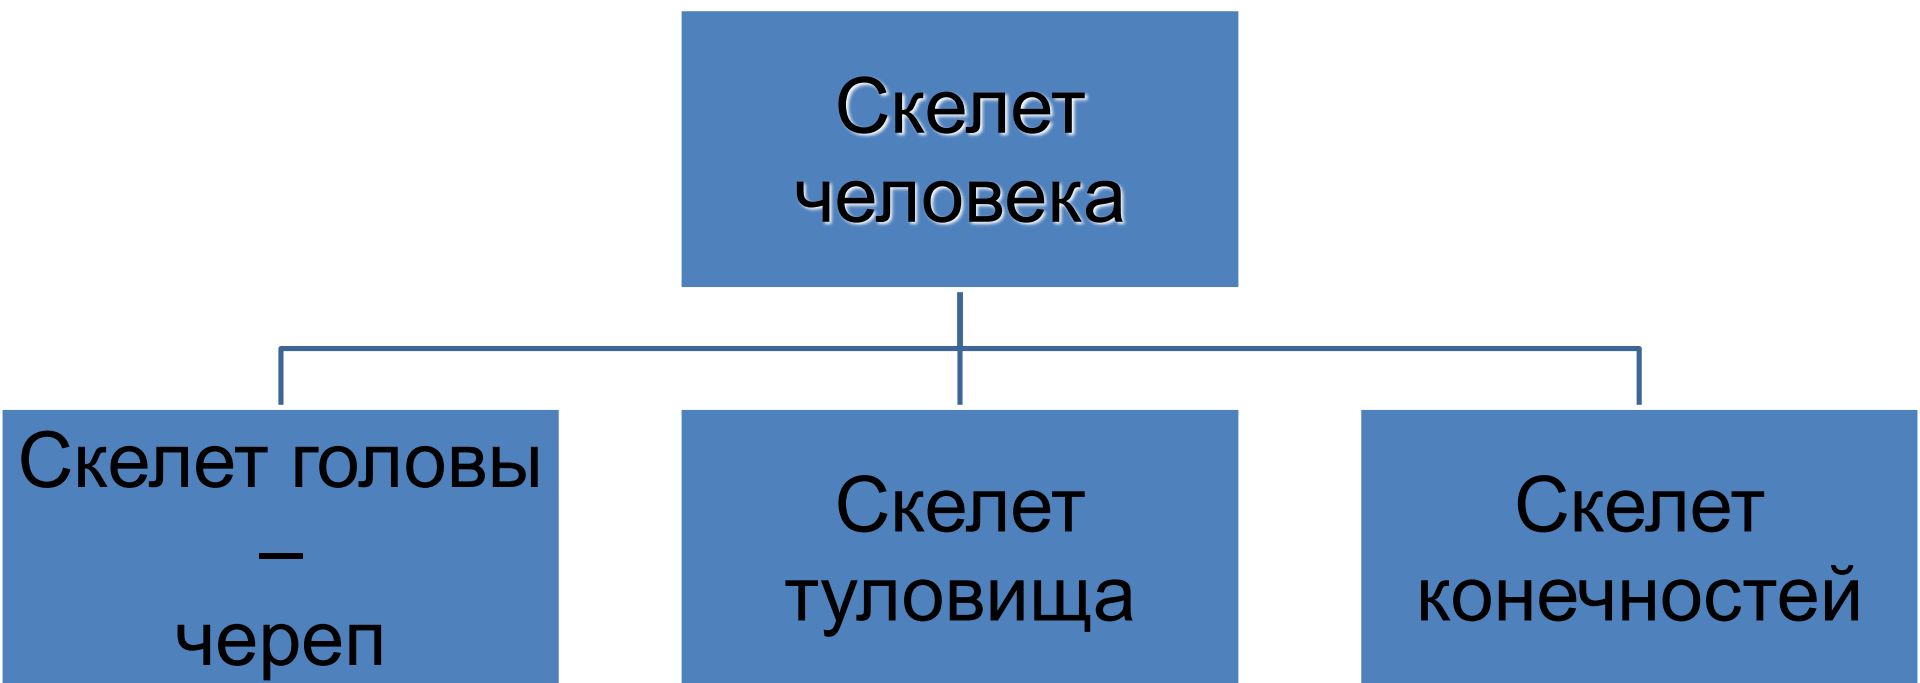 Скелет
человека
Скелет головы
–
череп
Скелет
туловища
Скелет
конечностей